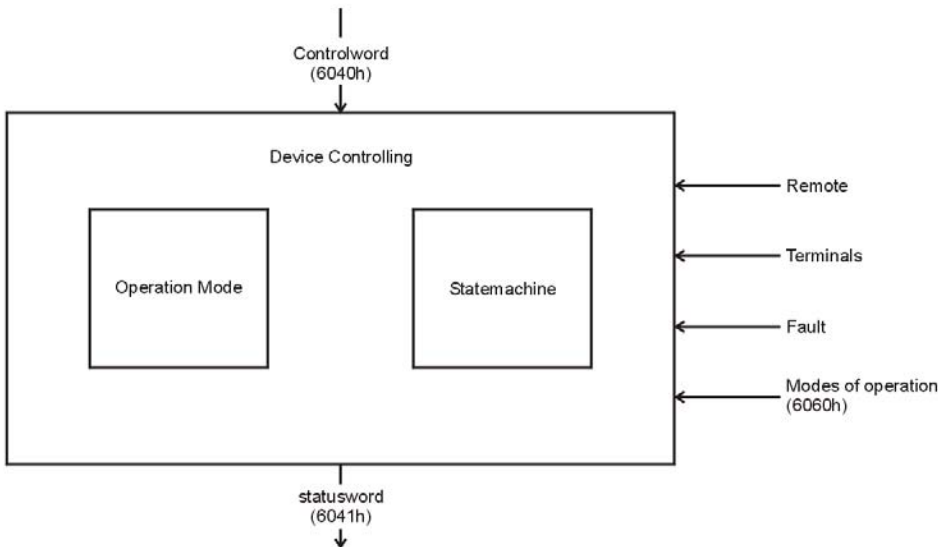 Controlword
(6040h)
Device Controlling
Remote
Terminals
Operation Mode
Statemachine
Fault
Modes of operation
(6060h)
statusword
(6041h)